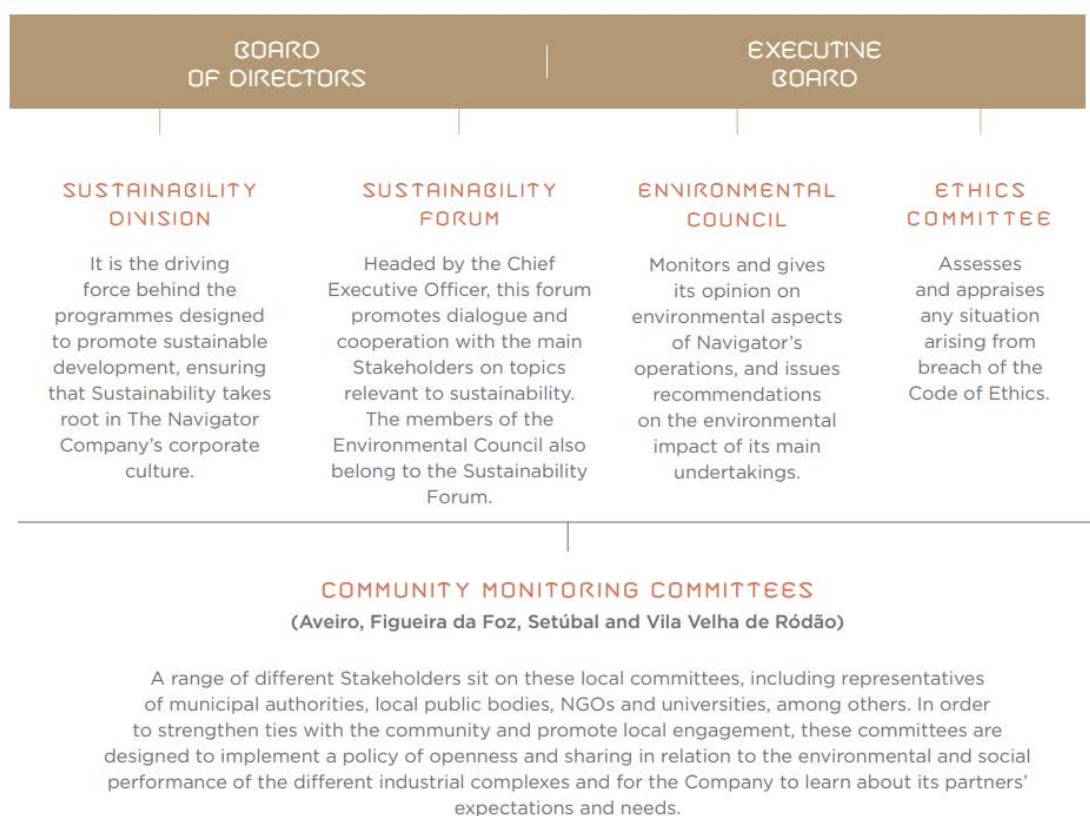 BOARD
OF DIRECTORS
EXECUTIVE
BOARD
SUSTAINABILITY
DIVISION
It is the driving
force behind the
programmes designed
to promote sustainable
development, ensuring
that Sustainability takes
root in The Navigator
Company's corporate
culture.
SUSTAINABILITY
FORUM
Headed by the Chief
Executive Officer, this forum
promotes dialogue and
cooperation with the main
Stakeholders on topics
relevant to sustainability.
The members of the
Environmental Council also
belong to the Sustainability
Forum.
ENVIRONMENTAL
COUNCIL
Monitors and gives
its opinion on
environmental aspects
of Navigator's
operations, and issues
recommendations
on the environmental
impact of its main
undertakings.
ETHICS
COMMITTEE
Assesses
and appraises
any situation
arising from
breach of the
Code of Ethics.
COMMUNITY MONITORING COMMITTEES
(Aveiro, Figueira da Foz, Setúbal and Vila Velha de Ródão)
A range of different Stakeholders sit on these local committees, including representatives
of municipal authorities, local public bodies, NGOs and universities, among others. In order
to strengthen ties with the community and promote local engagement, these committees are
designed to implement a policy of openness and sharing in relation to the environmental and social
performance of the different industrial complexes and for the Company to learn about its partners'
expectations and needs.